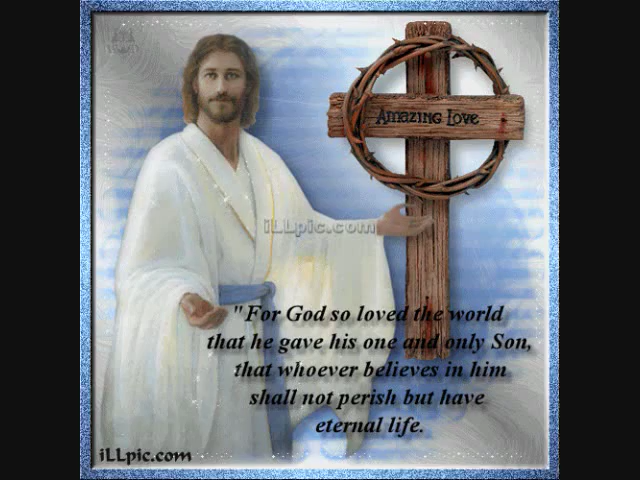 Amazing Love
iLLpic.com
"For God so loved the world
that he gave his one and only Son,
that whoever believes in him
shall not perish but have
eternal life.
iLLpic.com